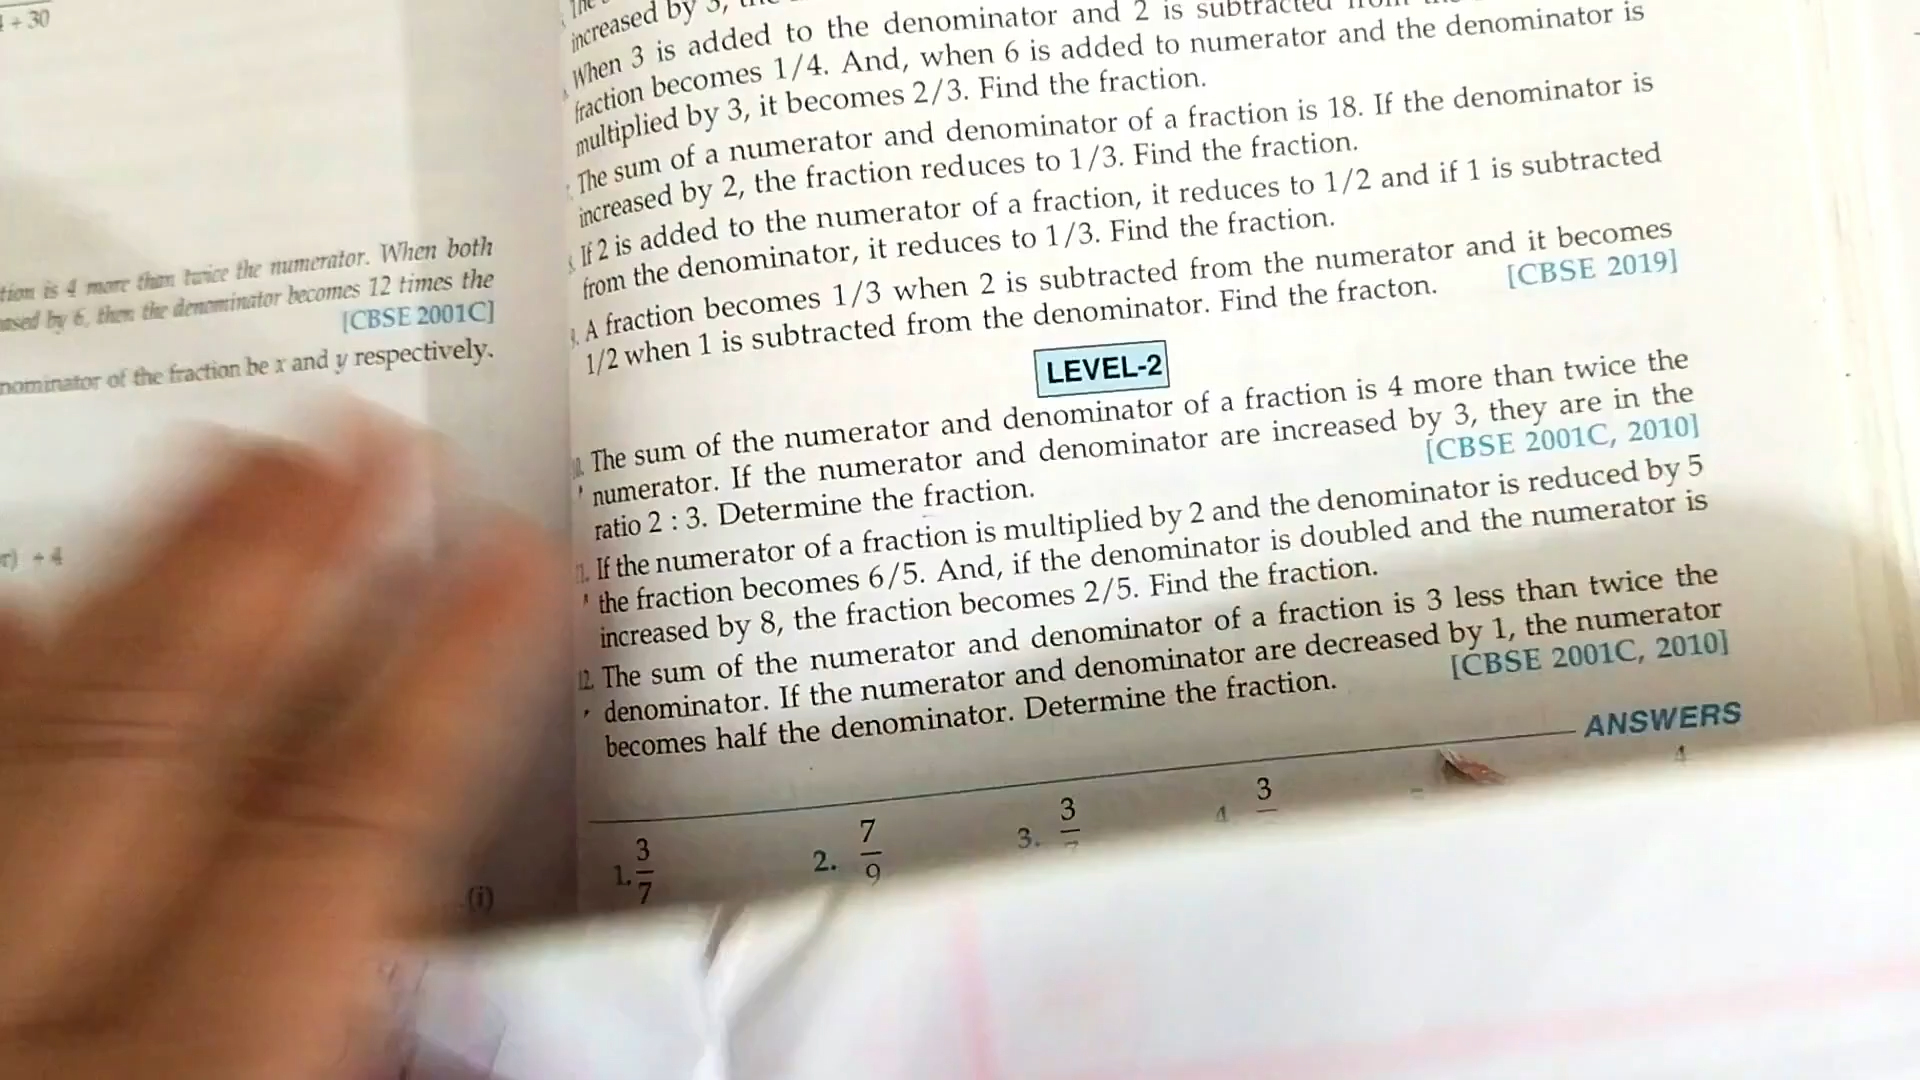 + 30
tion is 4 more than twice the numerator. When both
ased by 6, then the denominator becomes 12 times the
[CBSE 2001C]
nominator of the fraction be x and y respectively.
r) + 4
(i)
The
increased by 3,
When 3 is added to the denominator and 2 is subtracted
fraction becomes 1/4. And, when 6 is added to numerator and the denominator is
multiplied by 3, it becomes 2/3. Find the fraction.
The sum of a numerator and denominator of a fraction is 18. If the denominator is
increased by 2, the fraction reduces to 1/3. Find the fraction.
If 2 is added to the numerator of a fraction, it reduces to 1/2 and if 1 is subtracted
from the denominator, it reduces to 1/3. Find the fraction.
A fraction becomes 1/3 when 2 is subtracted from the numerator and it becomes
1/2 when 1 is subtracted from the denominator. Find the fracton. [CBSE 2019]
LEVEL-2
The sum of the numerator and denominator of a fraction is 4 more than twice the
numerator. If the numerator and denominator are increased by 3, they are in the
ratio 2 : 3. Determine the fraction. [CBSE 2001C, 2010]
If the numerator of a fraction is multiplied by 2 and the denominator is reduced by 5
the fraction becomes 6/5. And, if the denominator is doubled and the numerator is
increased by 8, the fraction becomes 2/5. Find the fraction.
12. The sum of the numerator and denominator of a fraction is 3 less than twice the
denominator. If the numerator and denominator are decreased by 1, the numerator
becomes half the denominator. Determine the fraction. [CBSE 2001C, 2010]
ANSWERS
1. 3/7 2. 7/9 3. 3 4. 3 4